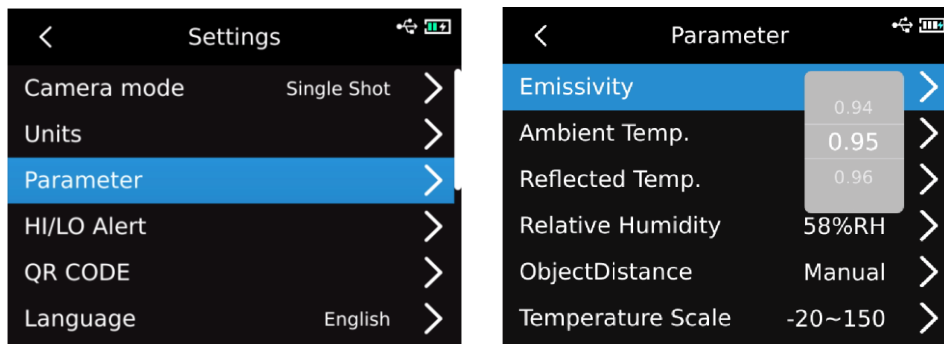 Settings
Camera mode Single Shot
Units
Parameter
HI/LO Alert
QR CODE
Language English
Parameter
Emissivity
0.94
Ambient Temp. 0.95
Reflected Temp. 0.96
Relative Humidity 58%RH
ObjectDistance Manual
Temperature Scale -20~150